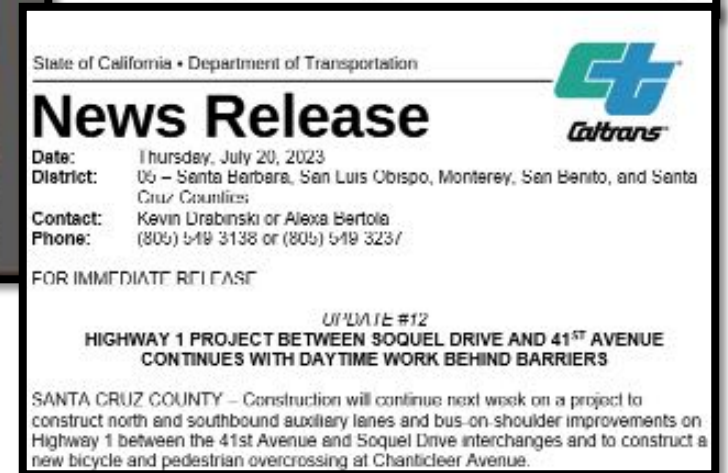 State of California • Department of Transportation
Caltrans
News Release
Date: Thursday, July 20, 2023
District: 05 – Santa Barbara, San Luis Obispo, Monterey, San Benito, and Santa
Cruz Counties
Contact: Kevin Drabinski or Alexa Bertola
Phone: (805) 549 3138 or (805) 549 3237
FOR IMMEDIATE RELEASE
UPDATE #12
HIGHWAY 1 PROJECT BETWEEN SOQUEL DRIVE AND 41ST AVENUE
CONTINUES WITH DAYTIME WORK BEHIND BARRIERS
SANTA CRUZ COUNTY – Construction will continue next week on a project to
construct north and southbound auxiliary lanes and bus-on-shoulder improvements on
Highway 1 between the 41st Avenue and Soquel Drive interchanges and to construct a
new bicycle and pedestrian overcrossing at Chanticleer Avenue.